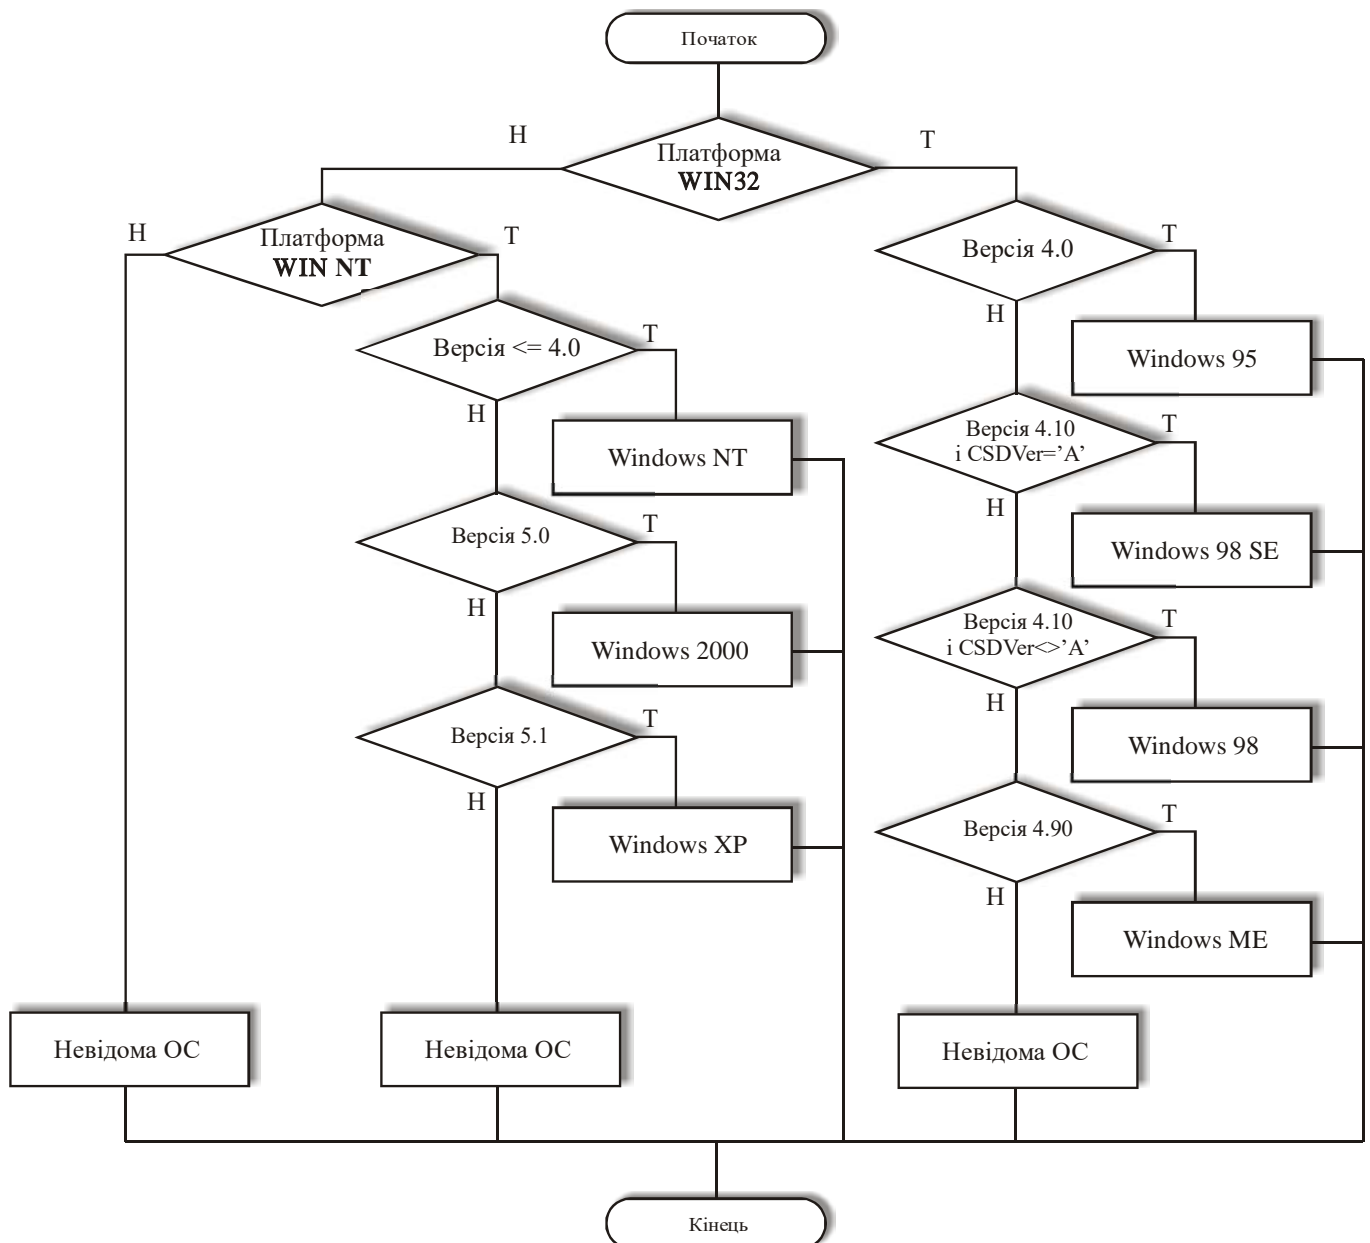 Початок
Н
Т
Платформа
WIN32
Н
Платформа
WIN NT
Т
Версія 4.0
Т
Н
Версія <= 4.0
Т
Н
Windows 95
Windows NT
Версія 4.10
і CSDVer=’A’
Т
Н
Версія 5.0
Т
Н
Windows 98 SE
Windows 2000
Версія 4.10
і CSDVer<>’A’
Т
Н
Версія 5.1
Т
Н
Windows 98
Windows XP
Версія 4.90
Т
Н
Windows ME
Невідома ОС
Невідома ОС
Невідома ОС
Кінець